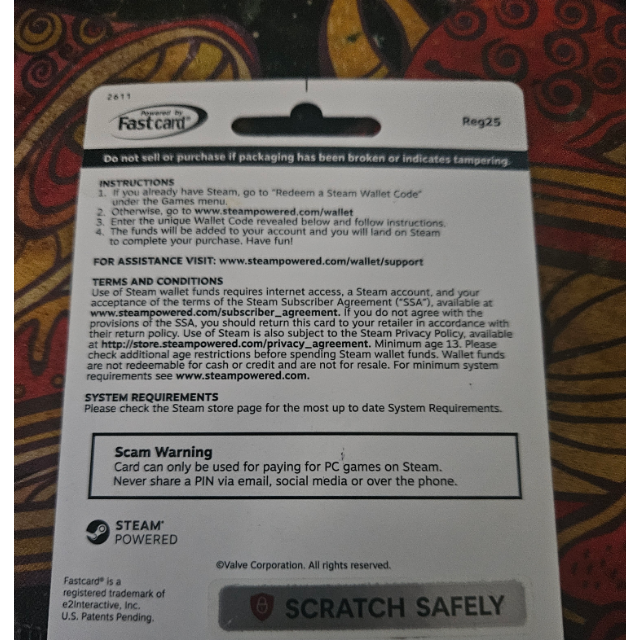 2611
Powered by
Fastcard®
Reg25
Do not sell or purchase if packaging has been broken or indicates tampering.
INSTRUCTIONS
1. If you already have Steam, go to "Redeem a Steam Wallet Code"
under the Games menu.
2. Otherwise, go to www.steampowered.com/wallet
3. Enter the unique Wallet Code revealed below and follow instructions.
4. The funds will be added to your account and you will land on Steam
to complete your purchase. Have fun!
FOR ASSISTANCE VISIT: www.steampowered.com/wallet/support
TERMS AND CONDITIONS
Use of Steam wallet funds requires internet access, a Steam account, and your
acceptance of the terms of the Steam Subscriber Agreement ("SSA"), available at
www.steampowered.com/subscriber_agreement. If you do not agree with the
provisions of the SSA, you should return this card to your retailer in accordance with
their return policy. Use of Steam is also subject to the Steam Privacy Policy, available
at http://store.steampowered.com/privacy_agreement. Minimum age 13. Please
check additional age restrictions before spending Steam wallet funds. Wallet funds
are not redeemable for cash or credit and are not for resale. For minimum system
requirements see www.steampowered.com.
SYSTEM REQUIREMENTS
Please check the Steam store page for the most up to date System Requirements.
Scam Warning
Card can only be used for paying for PC games on Steam.
Never share a PIN via email, social media or over the phone.
STEAM®
POWERED
©Valve Corporation. All rights reserved.
Fastcard® is a
registered trademark of
e2interactive, Inc.
U.S. Patents Pending.
SCRATCH SAFELY